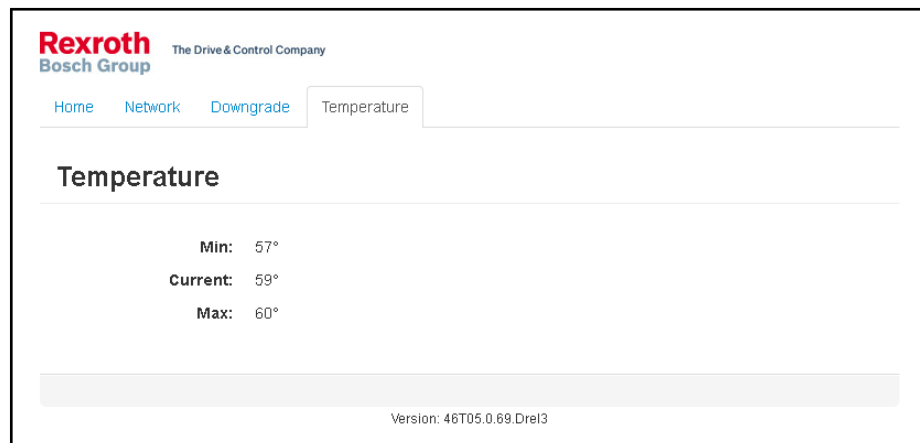 Rexroth
Bosch Group
The Drive & Control Company
Home Network Downgrade Temperature
Temperature
Min: 57°
Current: 59°
Max: 60°
Version: 46T05.0.69.Drel3